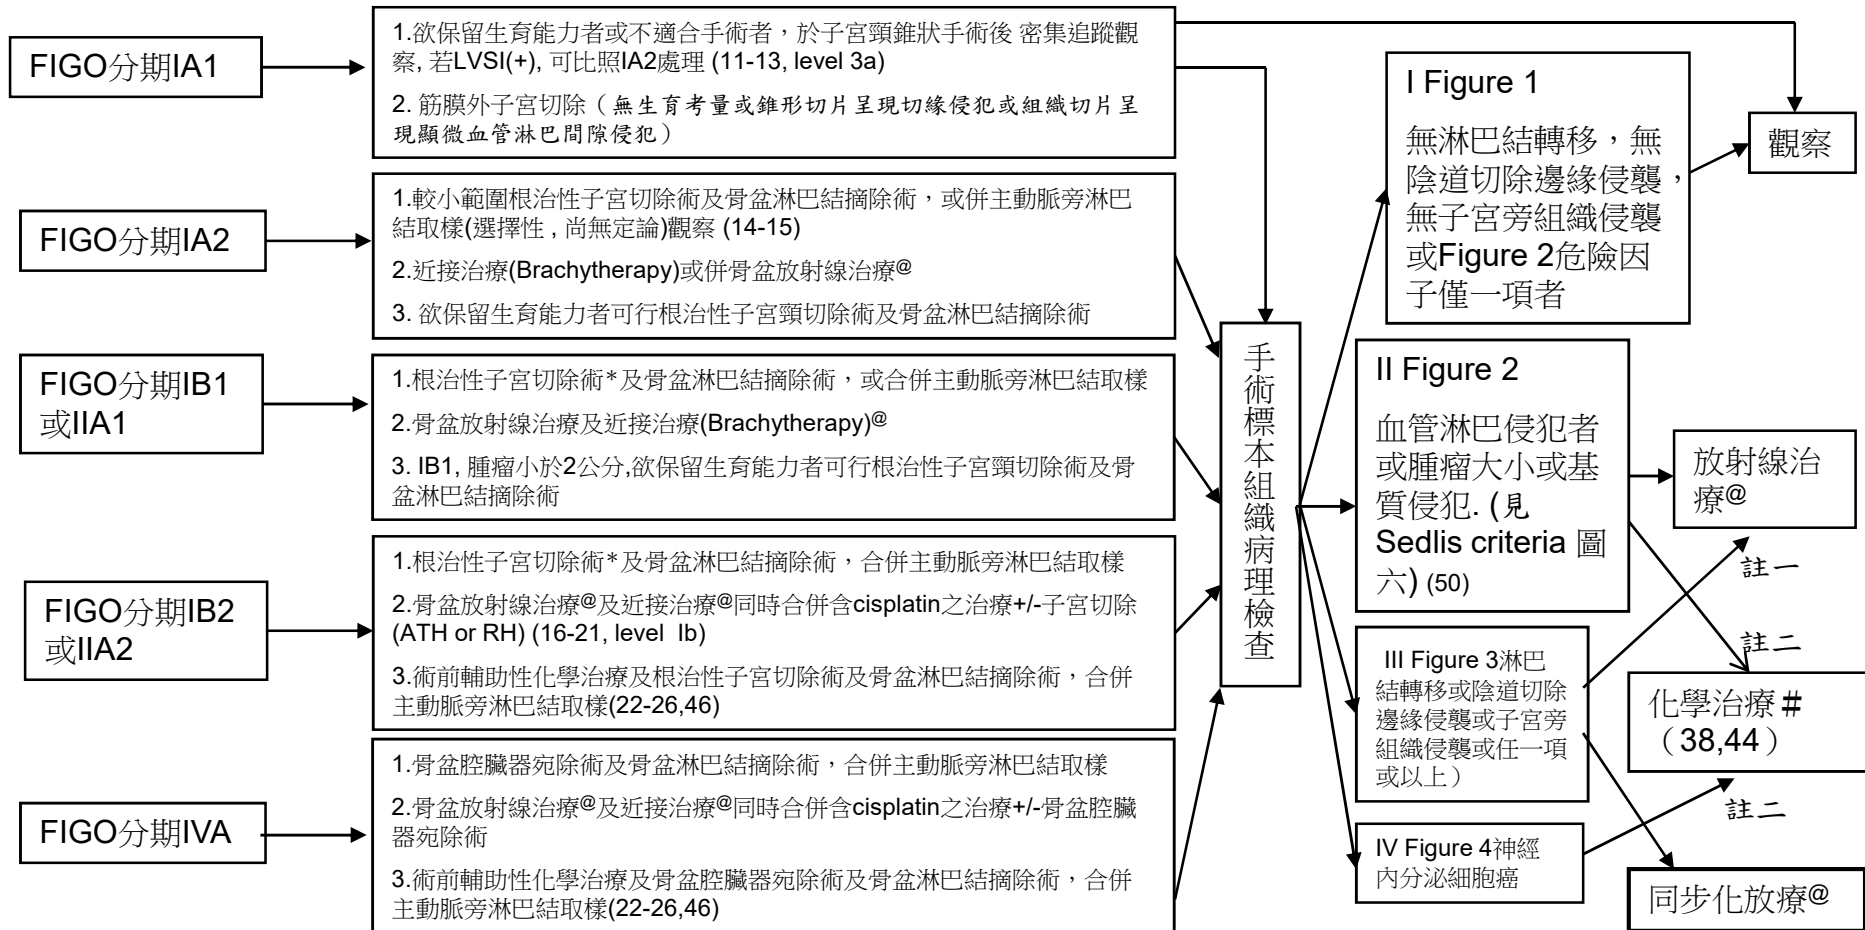 FIGO分期IA1
1.欲保留生育能力者或不適合手術者，於子宮頸錐狀手術後 密集追蹤觀
察, 若LVSI(+), 可比照IA2處理 (11-13, level 3a)
2. 筋膜外子宮切除（無生育考量或錐形切片呈現切緣侵犯或組織切片呈
現顯微血管淋巴間隙侵犯）
FIGO分期IA2
1.較小範圍根治性子宮切除術及骨盆淋巴結摘除術，或併主動脈旁淋巴
結取樣(選擇性 , 尚無定論)觀察 (14-15)
2.近接治療(Brachytherapy)或併骨盆放射線治療@
3. 欲保留生育能力者可行根治性子宮頸切除術及骨盆淋巴結摘除術
FIGO分期IB1
或IIA1
1.根治性子宮切除術*及骨盆淋巴結摘除術，或合併主動脈旁淋巴結取樣
2.骨盆放射線治療及近接治療(Brachytherapy)@
3. IB1, 腫瘤小於2公分,欲保留生育能力者可行根治性子宮頸切除術及骨
盆淋巴結摘除術
FIGO分期IB2
或IIA2
1.根治性子宮切除術*及骨盆淋巴結摘除術，合併主動脈旁淋巴結取樣
2.骨盆放射線治療@及近接治療@同時合併含cisplatin之治療+/-子宮切除
(ATH or RH) (16-21, level Ib)
3.術前輔助性化學治療及根治性子宮切除術及骨盆淋巴結摘除術，合併
主動脈旁淋巴結取樣(22-26,46)
FIGO分期IVA
1.骨盆腔臟器宛除術及骨盆淋巴結摘除術，合併主動脈旁淋巴結取樣
2.骨盆放射線治療@及近接治療@同時合併含cisplatin之治療+/-骨盆腔臟
器宛除術
3.術前輔助性化學治療及骨盆腔臟器宛除術及骨盆淋巴結摘除術，合併
主動脈旁淋巴結取樣(22-26,46)
手術標本組織病理檢查
I Figure 1
無淋巴結轉移，無
陰道切除邊緣侵襲，
無子宮旁組織侵襲
或Figure 2危險因
子僅一項者
觀察
II Figure 2
血管淋巴侵犯者
或腫瘤大小或基
質侵犯. (見
Sedlis criteria 圖
六) (50)
放射線治
療@
註一
註二
III Figure 3淋巴
結轉移或陰道切除
邊緣侵襲或子宮旁
組織侵襲或任一項
或以上）
化學治療＃
（38,44）
註二
IV Figure 4神經
內分泌細胞癌
同步化放療@